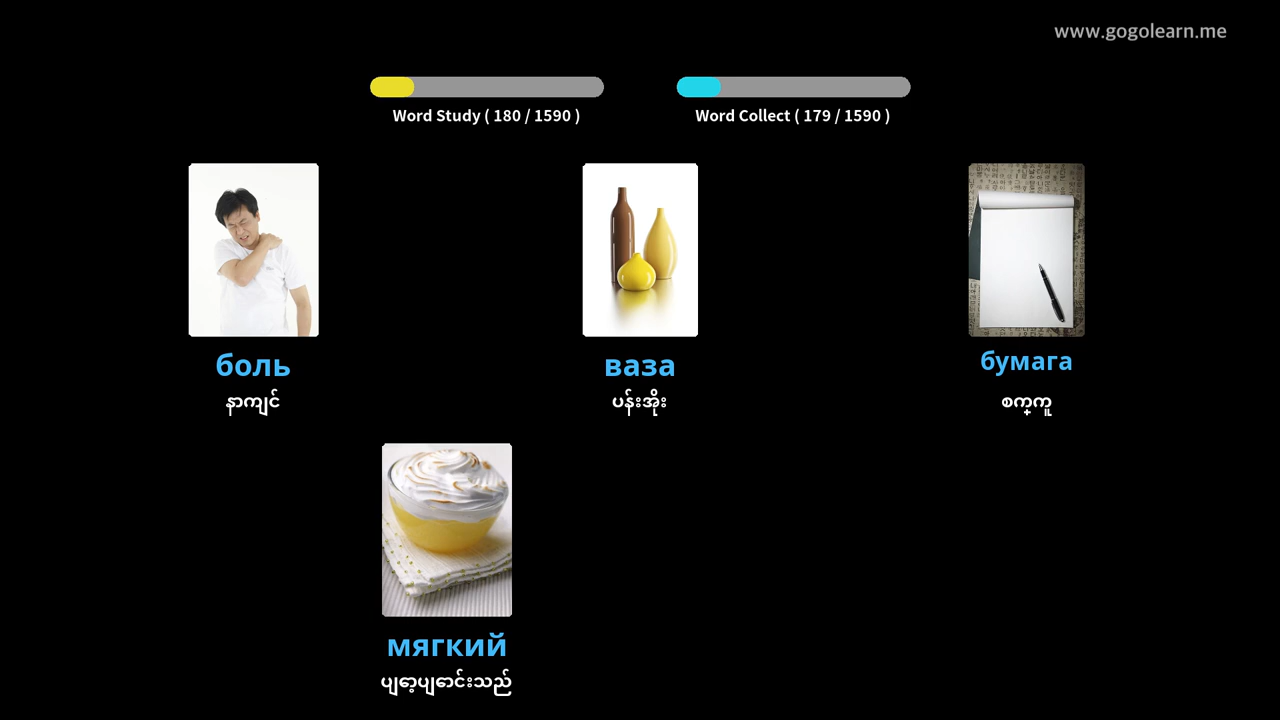 www.gogolearn.me
Word Study ( 180 / 1590 )
Word Collect ( 179 / 1590 )
боль
ваза
бумага
နာကျင်
ပန်းအိုး
စက္ကူ
мягкий
ပျော့ပျောင်းသည်